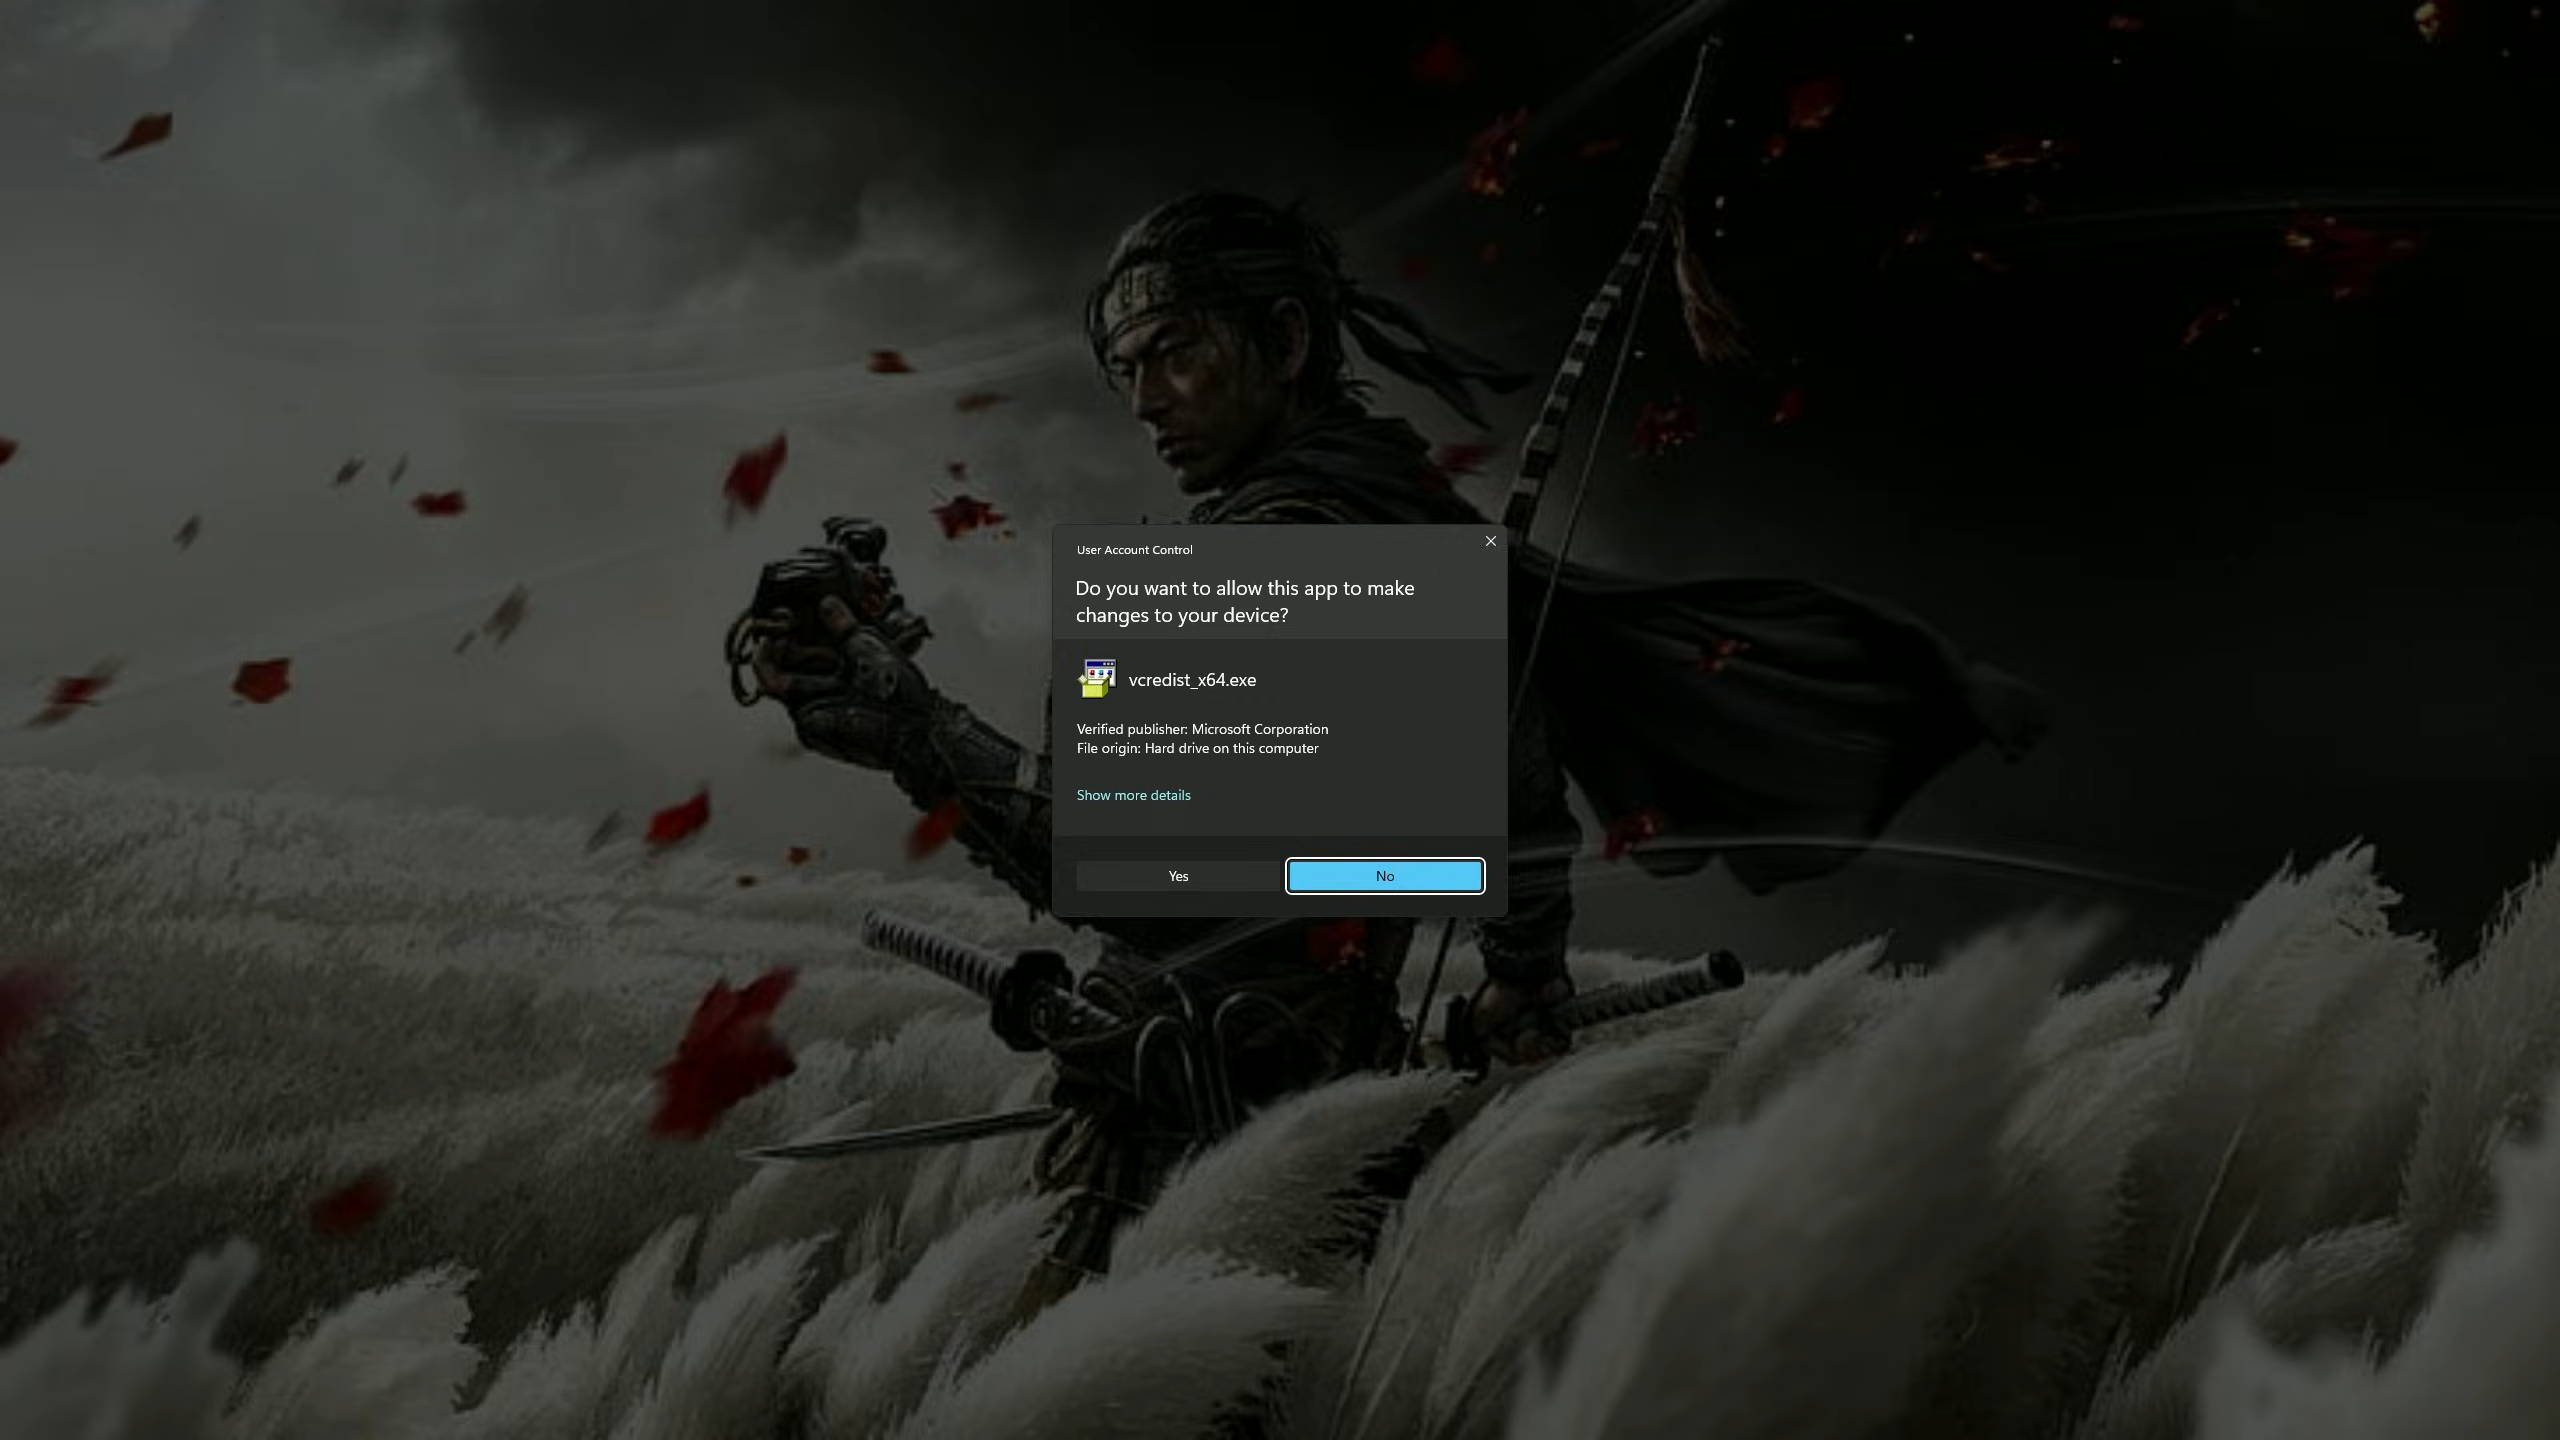 User Account Control
Do you want to allow this app to make
changes to your device?
vcredist_x64.exe
Verified publisher: Microsoft Corporation
File origin: Hard drive on this computer
Show more details
Yes
No